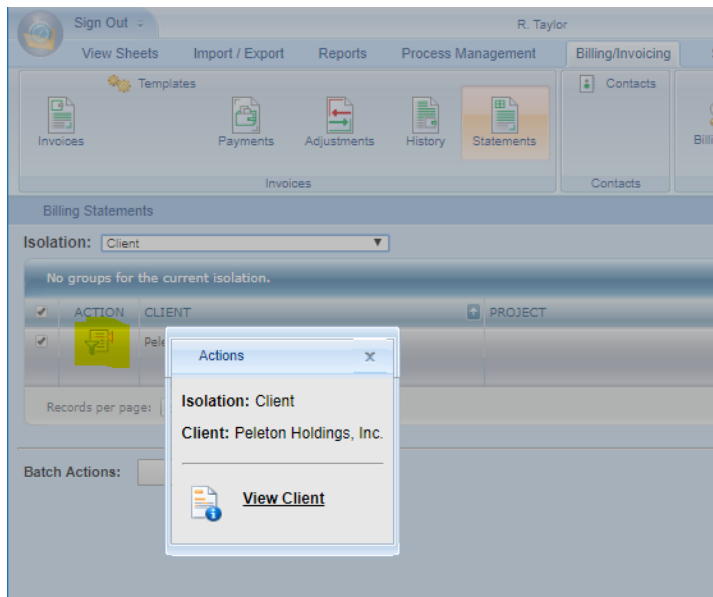 Sign Out
R. Taylor
View Sheets Import / Export Reports Process Management Billing/Invoicing
Templates
Contacts
Invoices Payments Adjustments History Statements
Invoices
Contacts
Billing Statements
Isolation: Client
No groups for the current isolation.
ACTION CLIENT PROJECT
Actions
Isolation: Client
Client: Peleton Holdings, Inc.
Records per page:
View Client
Batch Actions: